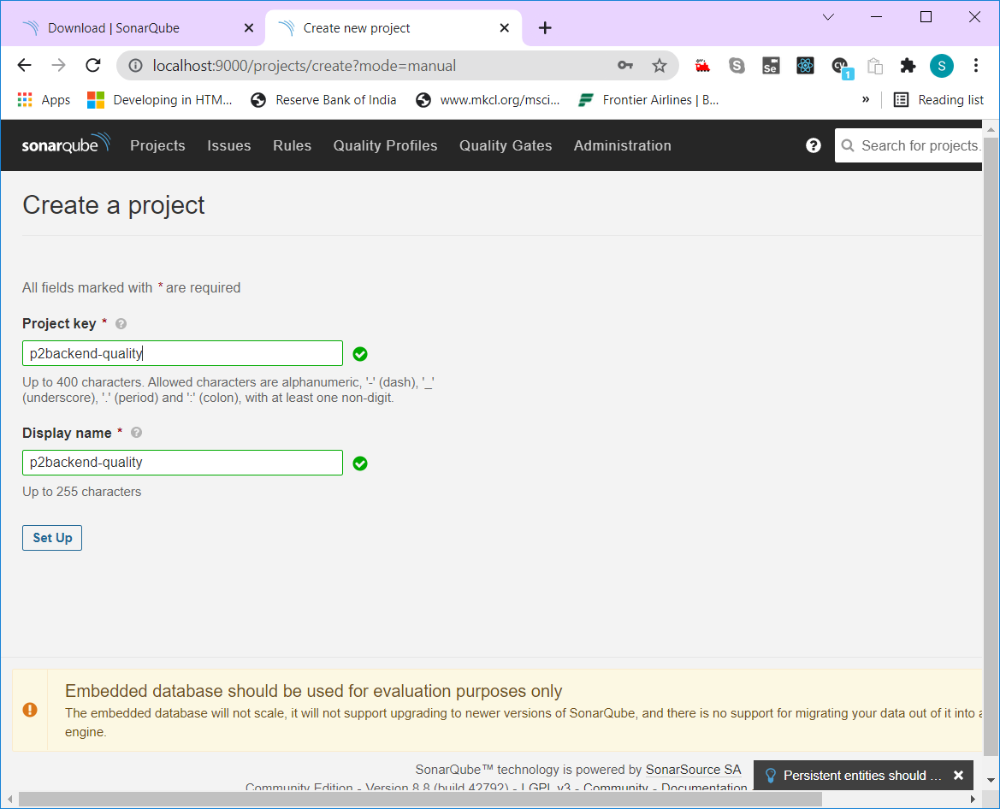 Download | SonarQube
Create new project
localhost:9000/projects/create?mode=manual
S
Se
CV
1
S
Apps
Developing in HTM...
Reserve Bank of India
www.mkcl.org/msci...
Frontier Airlines | B...
»
Reading list
sonarqube
Projects
Issues
Rules
Quality Profiles
Quality Gates
Administration
?
Search for projects.
Create a project
All fields marked with * are required
Project key * ?
p2backend-quality
Up to 400 characters. Allowed characters are alphanumeric, '-' (dash), '_'
(underscore), '.' (period) and ':' (colon), with at least one non-digit.
Display name * ?
p2backend-quality
Up to 255 characters
Set Up
Embedded database should be used for evaluation purposes only
The embedded database will not scale, it will not support upgrading to newer versions of SonarQube, and there is no support for migrating your data out of it into a
engine.
SonarQube™ technology is powered by SonarSource SA
Persistent entities should ...
Community Edition - Version 8.8 (build 42792) - LGPL v3 - Community - Documentation